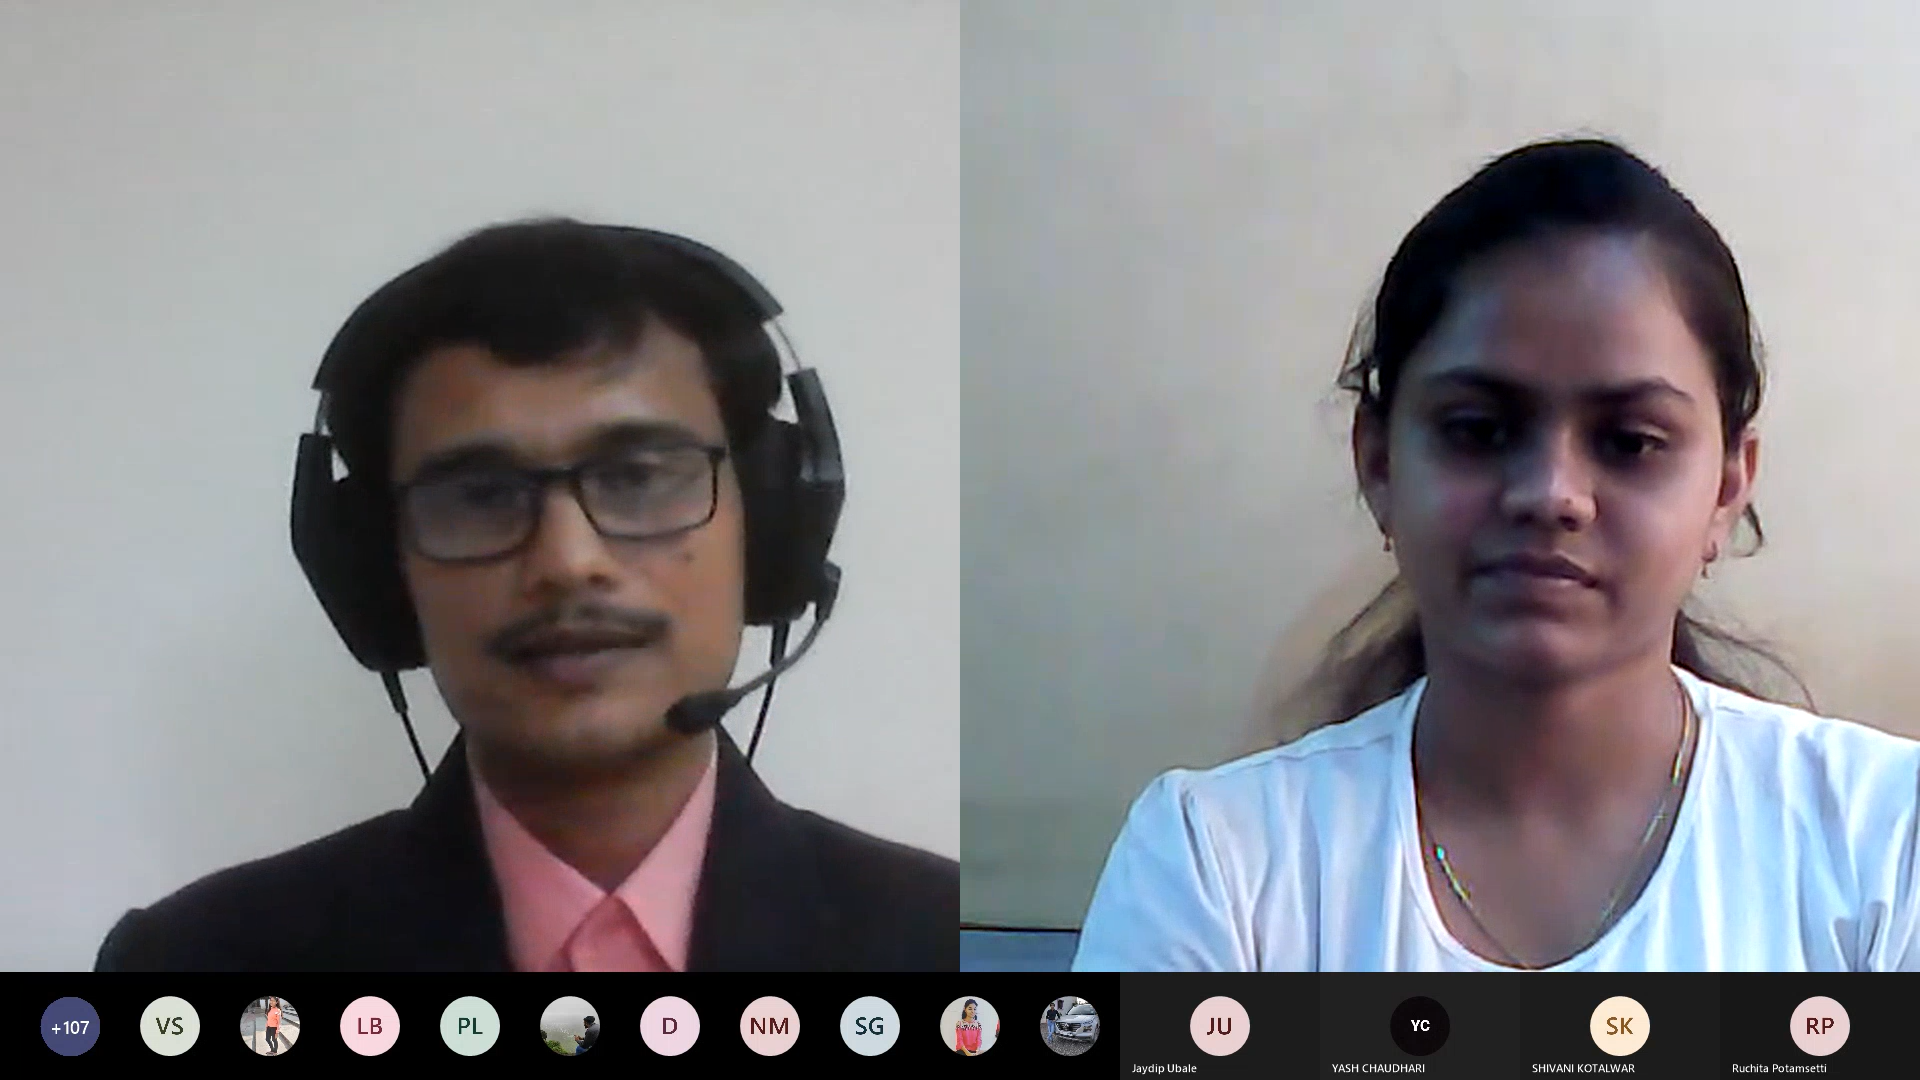 +107
VS
LB
PL
D
NM
SG
JU
YC
SK
RP
Jaydip Ubale
YASH CHAUDHARI
SHIVANI KOTALWAR
Ruchita Potamsetti